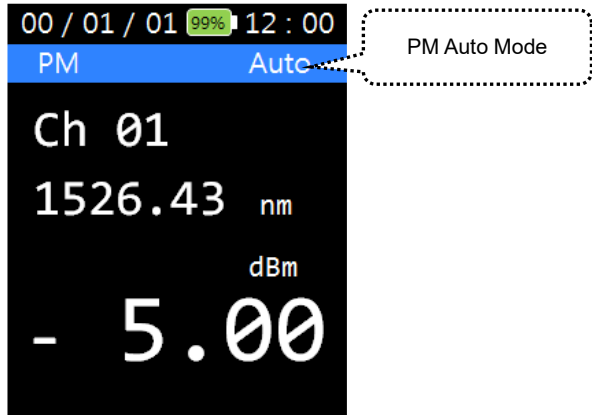 00 / 01 / 01 99% 12 : 00
PM Auto
PM Auto Mode
Ch 01
1526.43 nm
dBm
- 5.00